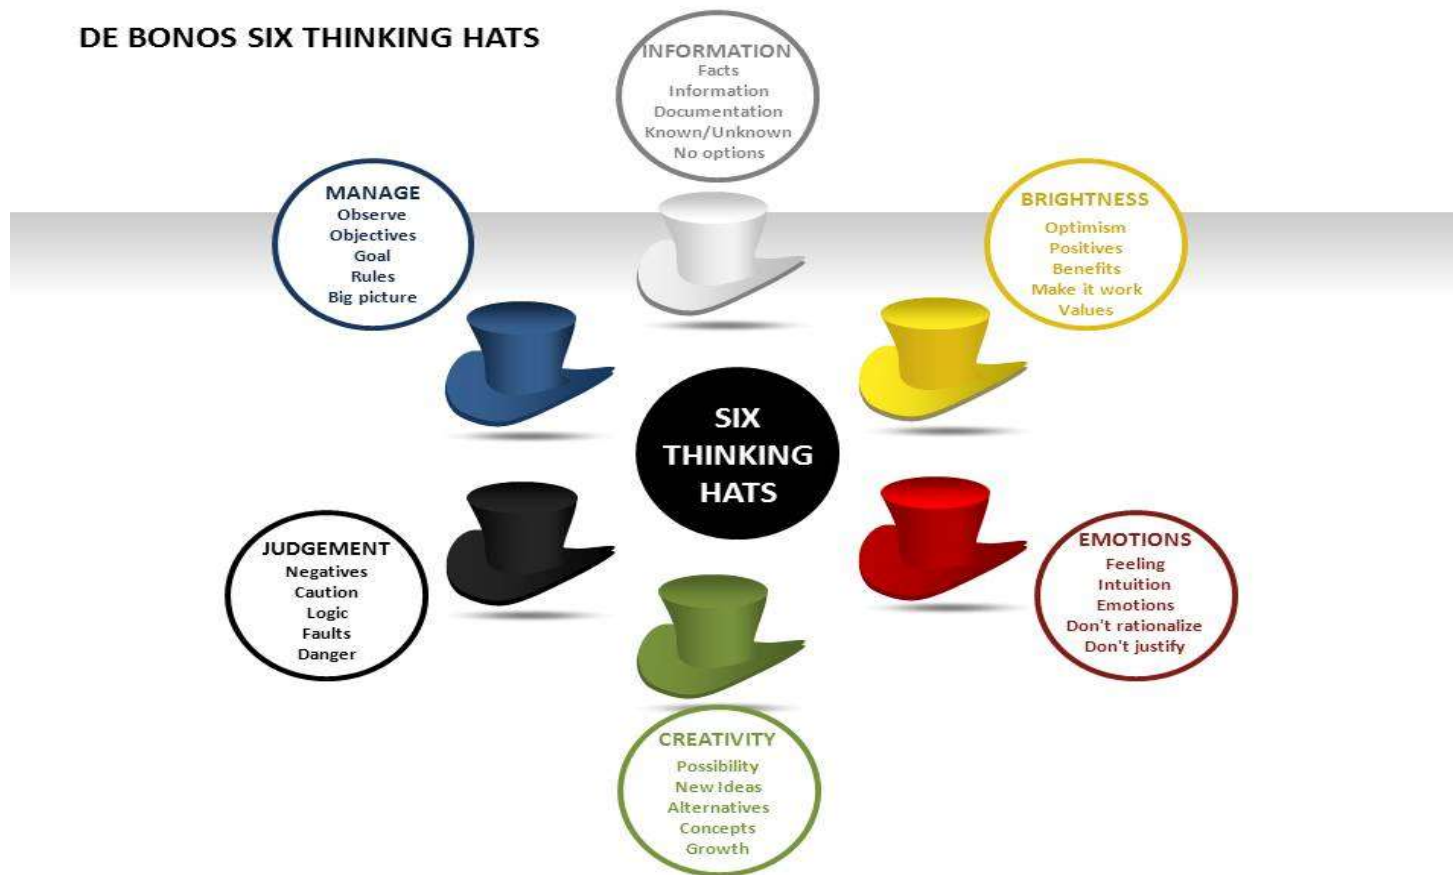 DE BONOS SIX THINKING HATS
INFORMATION
Facts
Information
Documentation
Known/Unknown
No options
MANAGE
Observe
Objectives
Goal
Rules
Big picture
BRIGHTNESS
Optimism
Positives
Benefits
Make it work
Values
SIX
THINKING
HATS
JUDGEMENT
Negatives
Caution
Logic
Faults
Danger
EMOTIONS
Feeling
Intuition
Emotions
Don't rationalize
Don't justify
CREATIVITY
Possibility
New Ideas
Alternatives
Concepts
Growth